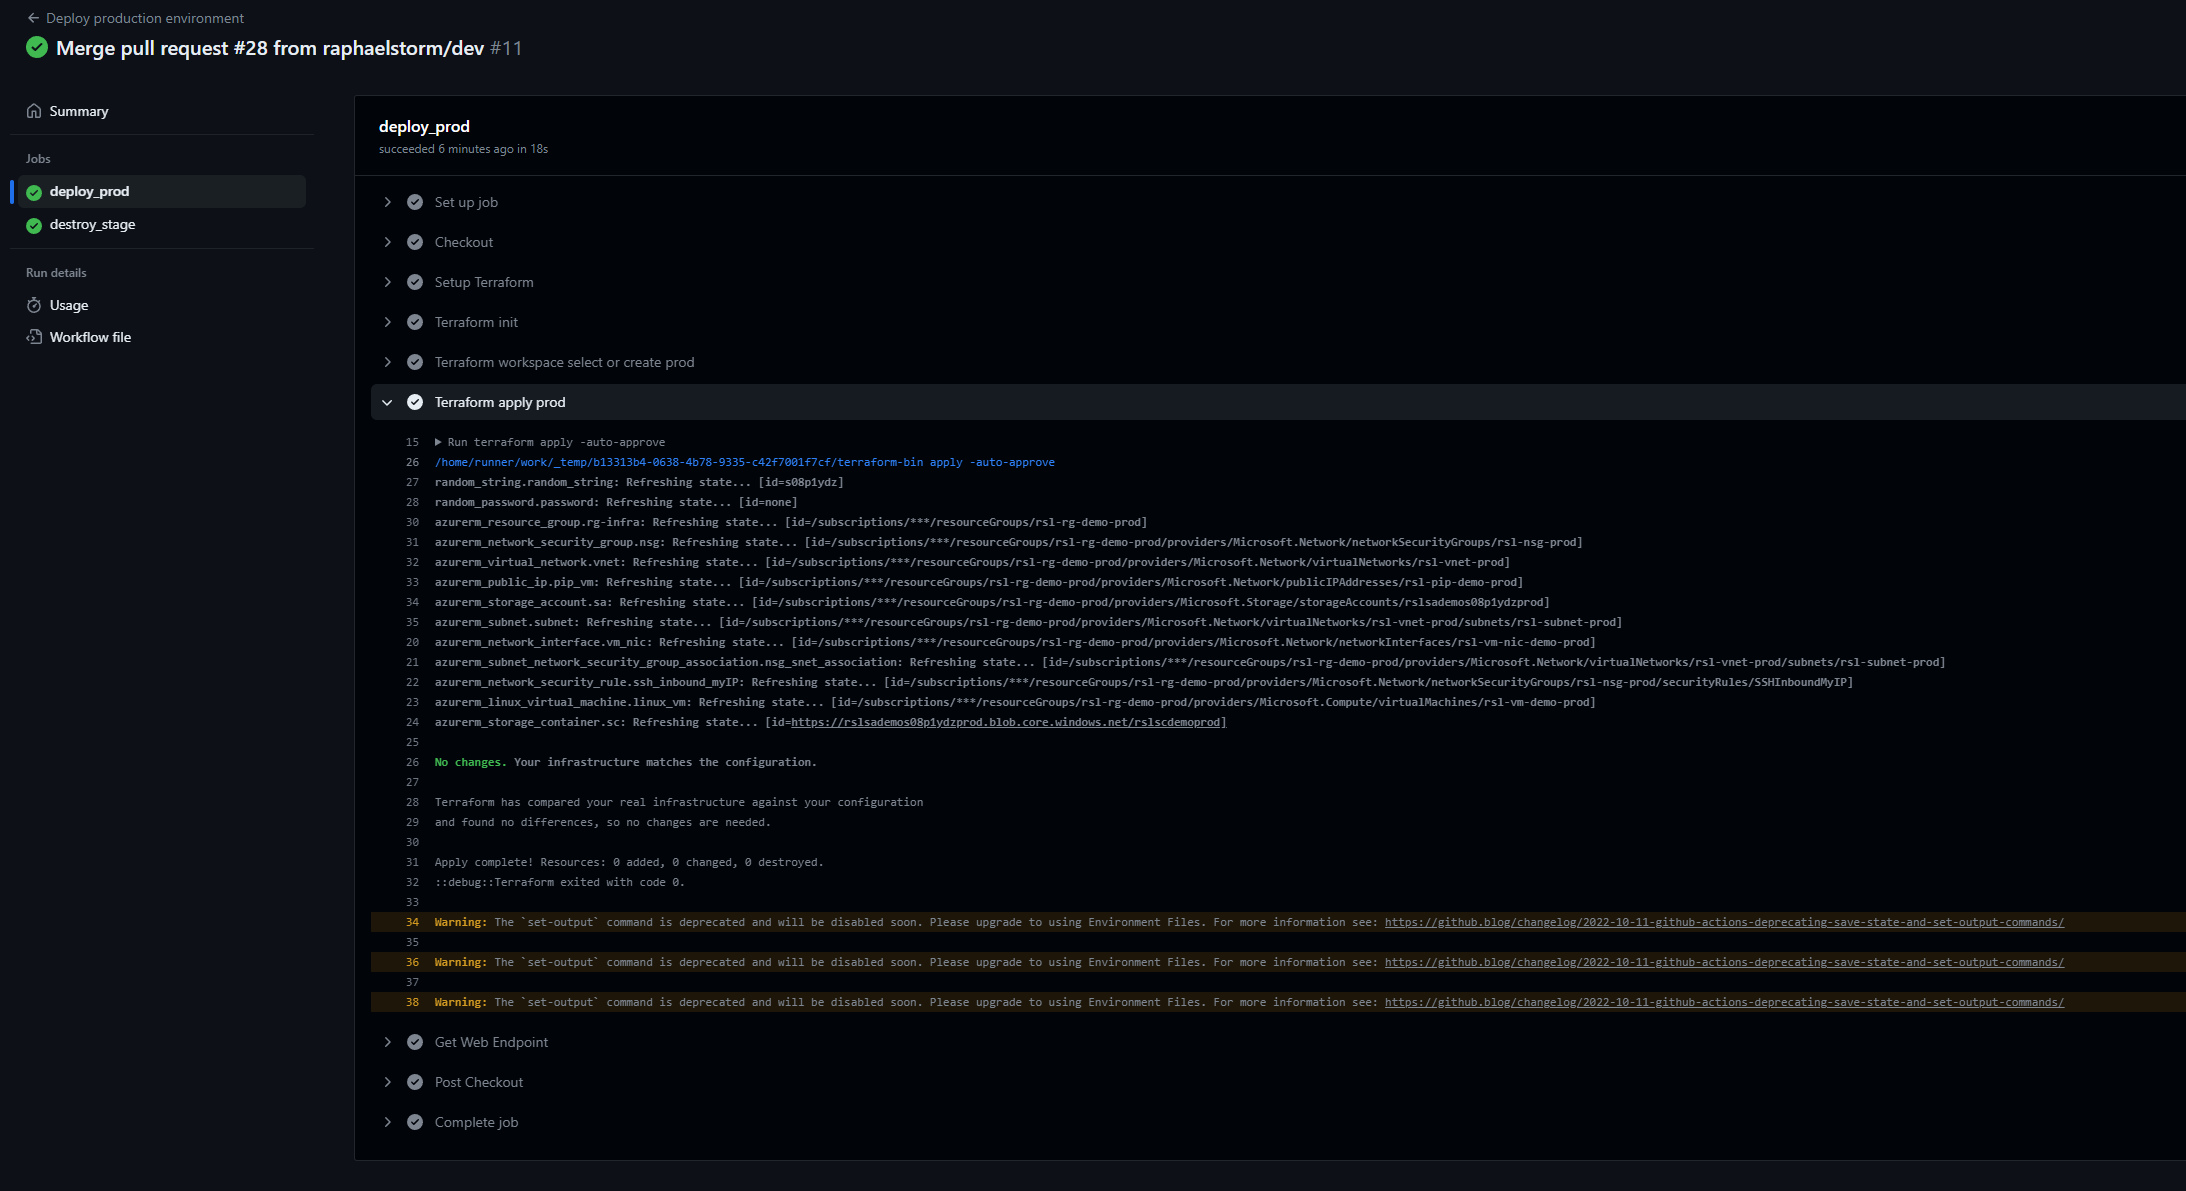 Deploy production environment
Merge pull request #28 from raphaelstorm/dev #11
Summary
Jobs
deploy_prod
destroy_stage
Run details
Usage
Workflow file
deploy_prod
succeeded 6 minutes ago in 18s
Set up job
Checkout
Setup Terraform
Terraform init
Terraform workspace select or create prod
Terraform apply prod
15 Run terraform apply -auto-approve
26 /home/runner/work/_temp/b13313b4-0638-4b78-9335-c42f7001f7cf/terraform-bin apply -auto-approve
27 random_string.random_string: Refreshing state... [id=s08p1ydz]
28 random_password.password: Refreshing state... [id=none]
30 azurerm_resource_group.rg-infra: Refreshing state... [id=/subscriptions/***/resourceGroups/rsl-rg-demo-prod]
31 azurerm_network_security_group.nsg: Refreshing state... [id=/subscriptions/***/resourceGroups/rsl-rg-demo-prod/providers/Microsoft.Network/networkSecurityGroups/rsl-nsg-prod]
32 azurerm_virtual_network.vnet: Refreshing state... [id=/subscriptions/***/resourceGroups/rsl-rg-demo-prod/providers/Microsoft.Network/virtualNetworks/rsl-vnet-prod]
33 azurerm_public_ip.pip_vm: Refreshing state... [id=/subscriptions/***/resourceGroups/rsl-rg-demo-prod/providers/Microsoft.Network/publicIPAddresses/rsl-pip-demo-prod]
34 azurerm_storage_account.sa: Refreshing state... [id=/subscriptions/***/resourceGroups/rsl-rg-demo-prod/providers/Microsoft.Storage/storageAccounts/rslsademos08p1ydzprod]
35 azurerm_subnet.subnet: Refreshing state... [id=/subscriptions/***/resourceGroups/rsl-rg-demo-prod/providers/Microsoft.Network/virtualNetworks/rsl-vnet-prod/subnets/rsl-subnet-prod]
20 azurerm_network_interface.vm_nic: Refreshing state... [id=/subscriptions/***/resourceGroups/rsl-rg-demo-prod/providers/Microsoft.Network/networkInterfaces/rsl-vm-nic-demo-prod]
21 azurerm_subnet_network_security_group_association.nsg_snet_association: Refreshing state... [id=/subscriptions/***/resourceGroups/rsl-rg-demo-prod/providers/Microsoft.Network/virtualNetworks/rsl-vnet-prod/subnets/rsl-subnet-prod]
22 azurerm_network_security_rule.ssh_inbound_myIP: Refreshing state... [id=/subscriptions/***/resourceGroups/rsl-rg-demo-prod/providers/Microsoft.Network/networkSecurityGroups/rsl-nsg-prod/securityRules/SSHInboundMyIP]
23 azurerm_linux_virtual_machine.linux_vm: Refreshing state... [id=/subscriptions/***/resourceGroups/rsl-rg-demo-prod/providers/Microsoft.Compute/virtualMachines/rsl-vm-demo-prod]
24 azurerm_storage_container.sc: Refreshing state... [id=https://rslsademos08p1ydzprod.blob.core.windows.net/rslscdemoprod]
25
26 No changes. Your infrastructure matches the configuration.
27
28 Terraform has compared your real infrastructure against your configuration
29 and found no differences, so no changes are needed.
30
31 Apply complete! Resources: 0 added, 0 changed, 0 destroyed.
32 ::debug::Terraform exited with code 0.
33
34 Warning: The `set-output` command is deprecated and will be disabled soon. Please upgrade to using Environment Files. For more information see: https://github.blog/changelog/2022-10-11-github-actions-deprecating-save-state-and-set-output-commands/
35
36 Warning: The `set-output` command is deprecated and will be disabled soon. Please upgrade to using Environment Files. For more information see: https://github.blog/changelog/2022-10-11-github-actions-deprecating-save-state-and-set-output-commands/
37
38 Warning: The `set-output` command is deprecated and will be disabled soon. Please upgrade to using Environment Files. For more information see: https://github.blog/changelog/2022-10-11-github-actions-deprecating-save-state-and-set-output-commands/
Get Web Endpoint
Post Checkout
Complete job